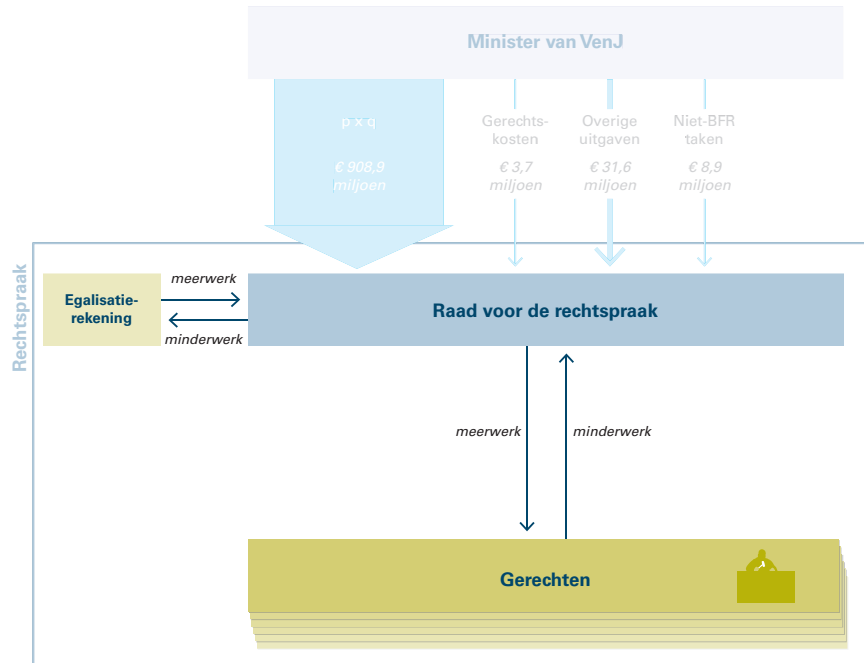 Minister van VenJ
p x q
€ 908,9
miljoen
Gerechts-
kosten
€ 3,7
miljoen
Overige
uitgaven
€ 31,6
miljoen
Niet-BFR
taken
€ 8,9
miljoen
Rechtspraak
Egalisatie-
rekening
meerwerk
minderwerk
Raad voor de rechtspraak
meerwerk
minderwerk
Gerechten